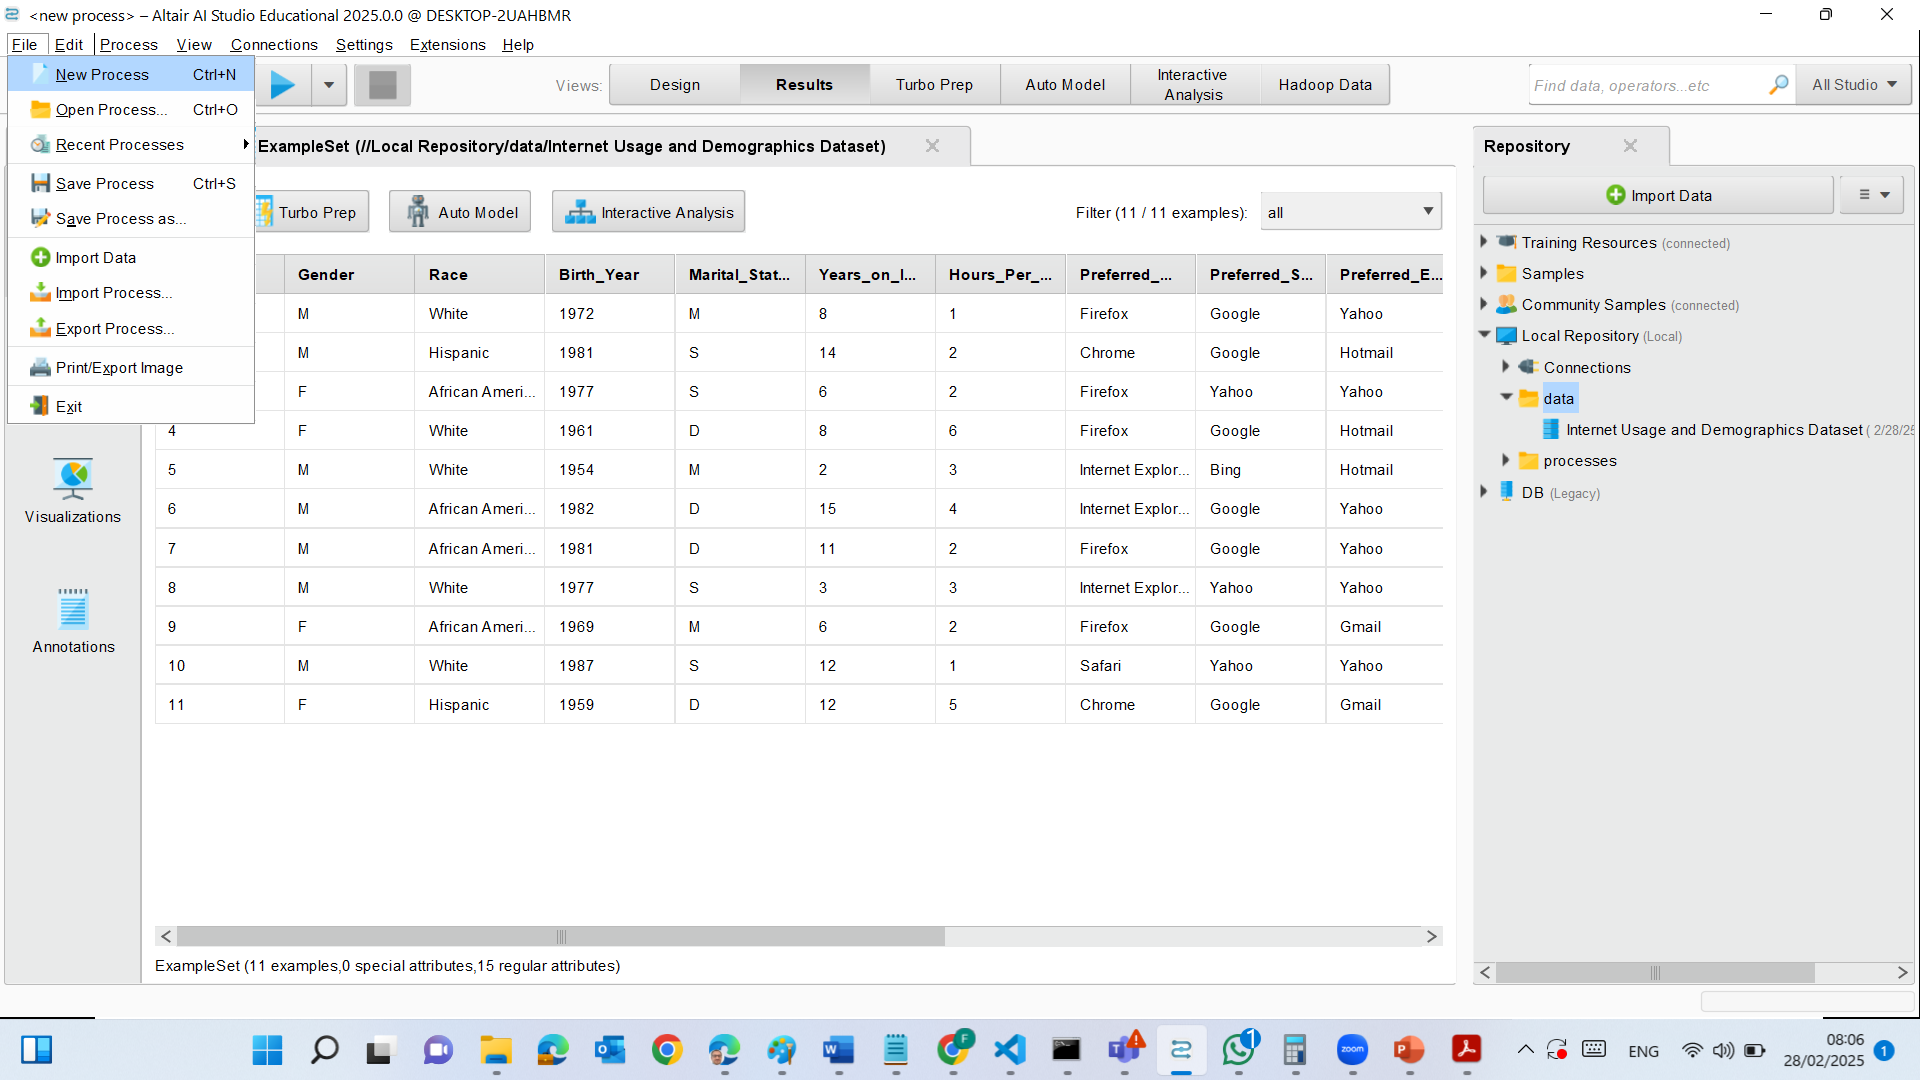 <new process> – Altair AI Studio Educational 2025.0.0 @ DESKTOP-2UAHBMR
File Edit Process View Connections Settings Extensions Help
New Process Ctrl+N
Open Process... Ctrl+O
Recent Processes
Save Process Ctrl+S
Save Process as...
Import Data
Import Process...
Export Process...
Print/Export Image
Exit
Views: Design Results Turbo Prep Auto Model Interactive Analysis Hadoop Data
Find data, operators...etc All Studio
ExampleSet (//Local Repository/data/Internet Usage and Demographics Dataset)
Turbo Prep Auto Model Interactive Analysis Filter (11 / 11 examples): all
Gender Race Birth_Year Marital_Stat... Years_on_I... Hours_Per_... Preferred_... Preferred_S... Preferred_E...
M White 1972 M 8 1 Firefox Google Yahoo
M Hispanic 1981 S 14 2 Chrome Google Hotmail
F African Ameri... 1977 S 6 2 Firefox Yahoo Yahoo
4 F White 1961 D 8 6 Firefox Google Hotmail
5 M White 1954 M 2 3 Internet Explor... Bing Hotmail
6 M African Ameri... 1982 D 15 4 Internet Explor... Google Yahoo
7 M African Ameri... 1981 D 11 2 Firefox Google Yahoo
8 M White 1977 S 3 3 Internet Explor... Yahoo Yahoo
9 F African Ameri... 1969 M 6 2 Firefox Google Gmail
10 M White 1987 S 12 1 Safari Yahoo Yahoo
11 F Hispanic 1959 D 12 5 Chrome Google Gmail
Visualizations
Annotations
ExampleSet (11 examples,0 special attributes,15 regular attributes)
Repository
Import Data
Training Resources (connected)
Samples
Community Samples (connected)
Local Repository (Local)
Connections
data
Internet Usage and Demographics Dataset ( 2/28/25
processes
DB (Legacy)
zoom
F
1
ENG
08:06
28/02/2025
1